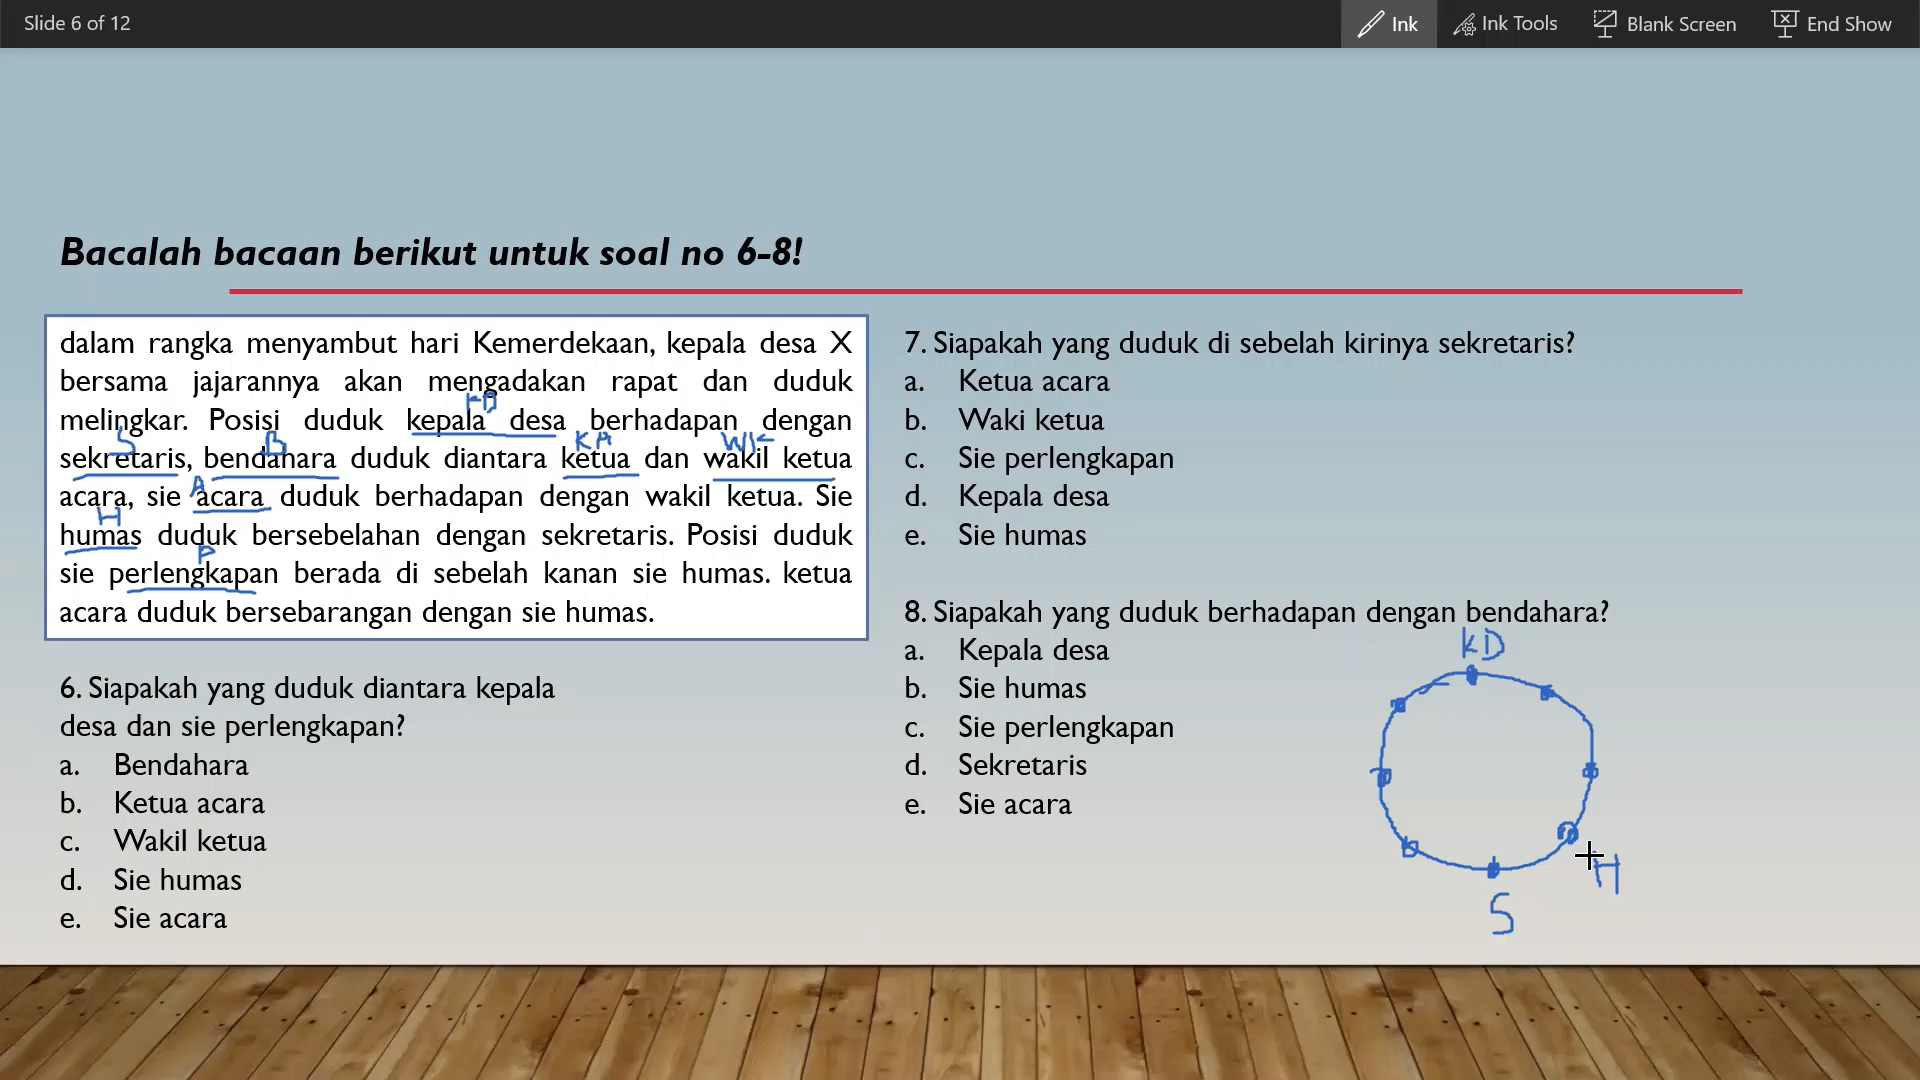 Slide 6 of 12
Ink
Ink Tools
Blank Screen
End Show
Bacalah bacaan berikut untuk soal no 6-8!
dalam rangka menyambut hari Kemerdekaan, kepala desa X
bersama jajarannya akan mengadakan rapat dan duduk
KD
melingkar. Posisi duduk kepala desa berhadapan dengan
S B KA WK
sekretaris, bendahara duduk diantara ketua dan wakil ketua
A
acara, sie acara duduk berhadapan dengan wakil ketua. Sie
H
humas duduk bersebelahan dengan sekretaris. Posisi duduk
P
sie perlengkapan berada di sebelah kanan sie humas. ketua
acara duduk bersebarangan dengan sie humas.
6. Siapakah yang duduk diantara kepala
desa dan sie perlengkapan?
a. Bendahara
b. Ketua acara
c. Wakil ketua
d. Sie humas
e. Sie acara
7. Siapakah yang duduk di sebelah kirinya sekretaris?
a. Ketua acara
b. Waki ketua
c. Sie perlengkapan
d. Kepala desa
e. Sie humas
8. Siapakah yang duduk berhadapan dengan bendahara?
a. Kepala desa
b. Sie humas
c. Sie perlengkapan
d. Sekretaris
e. Sie acara
KD
H
S